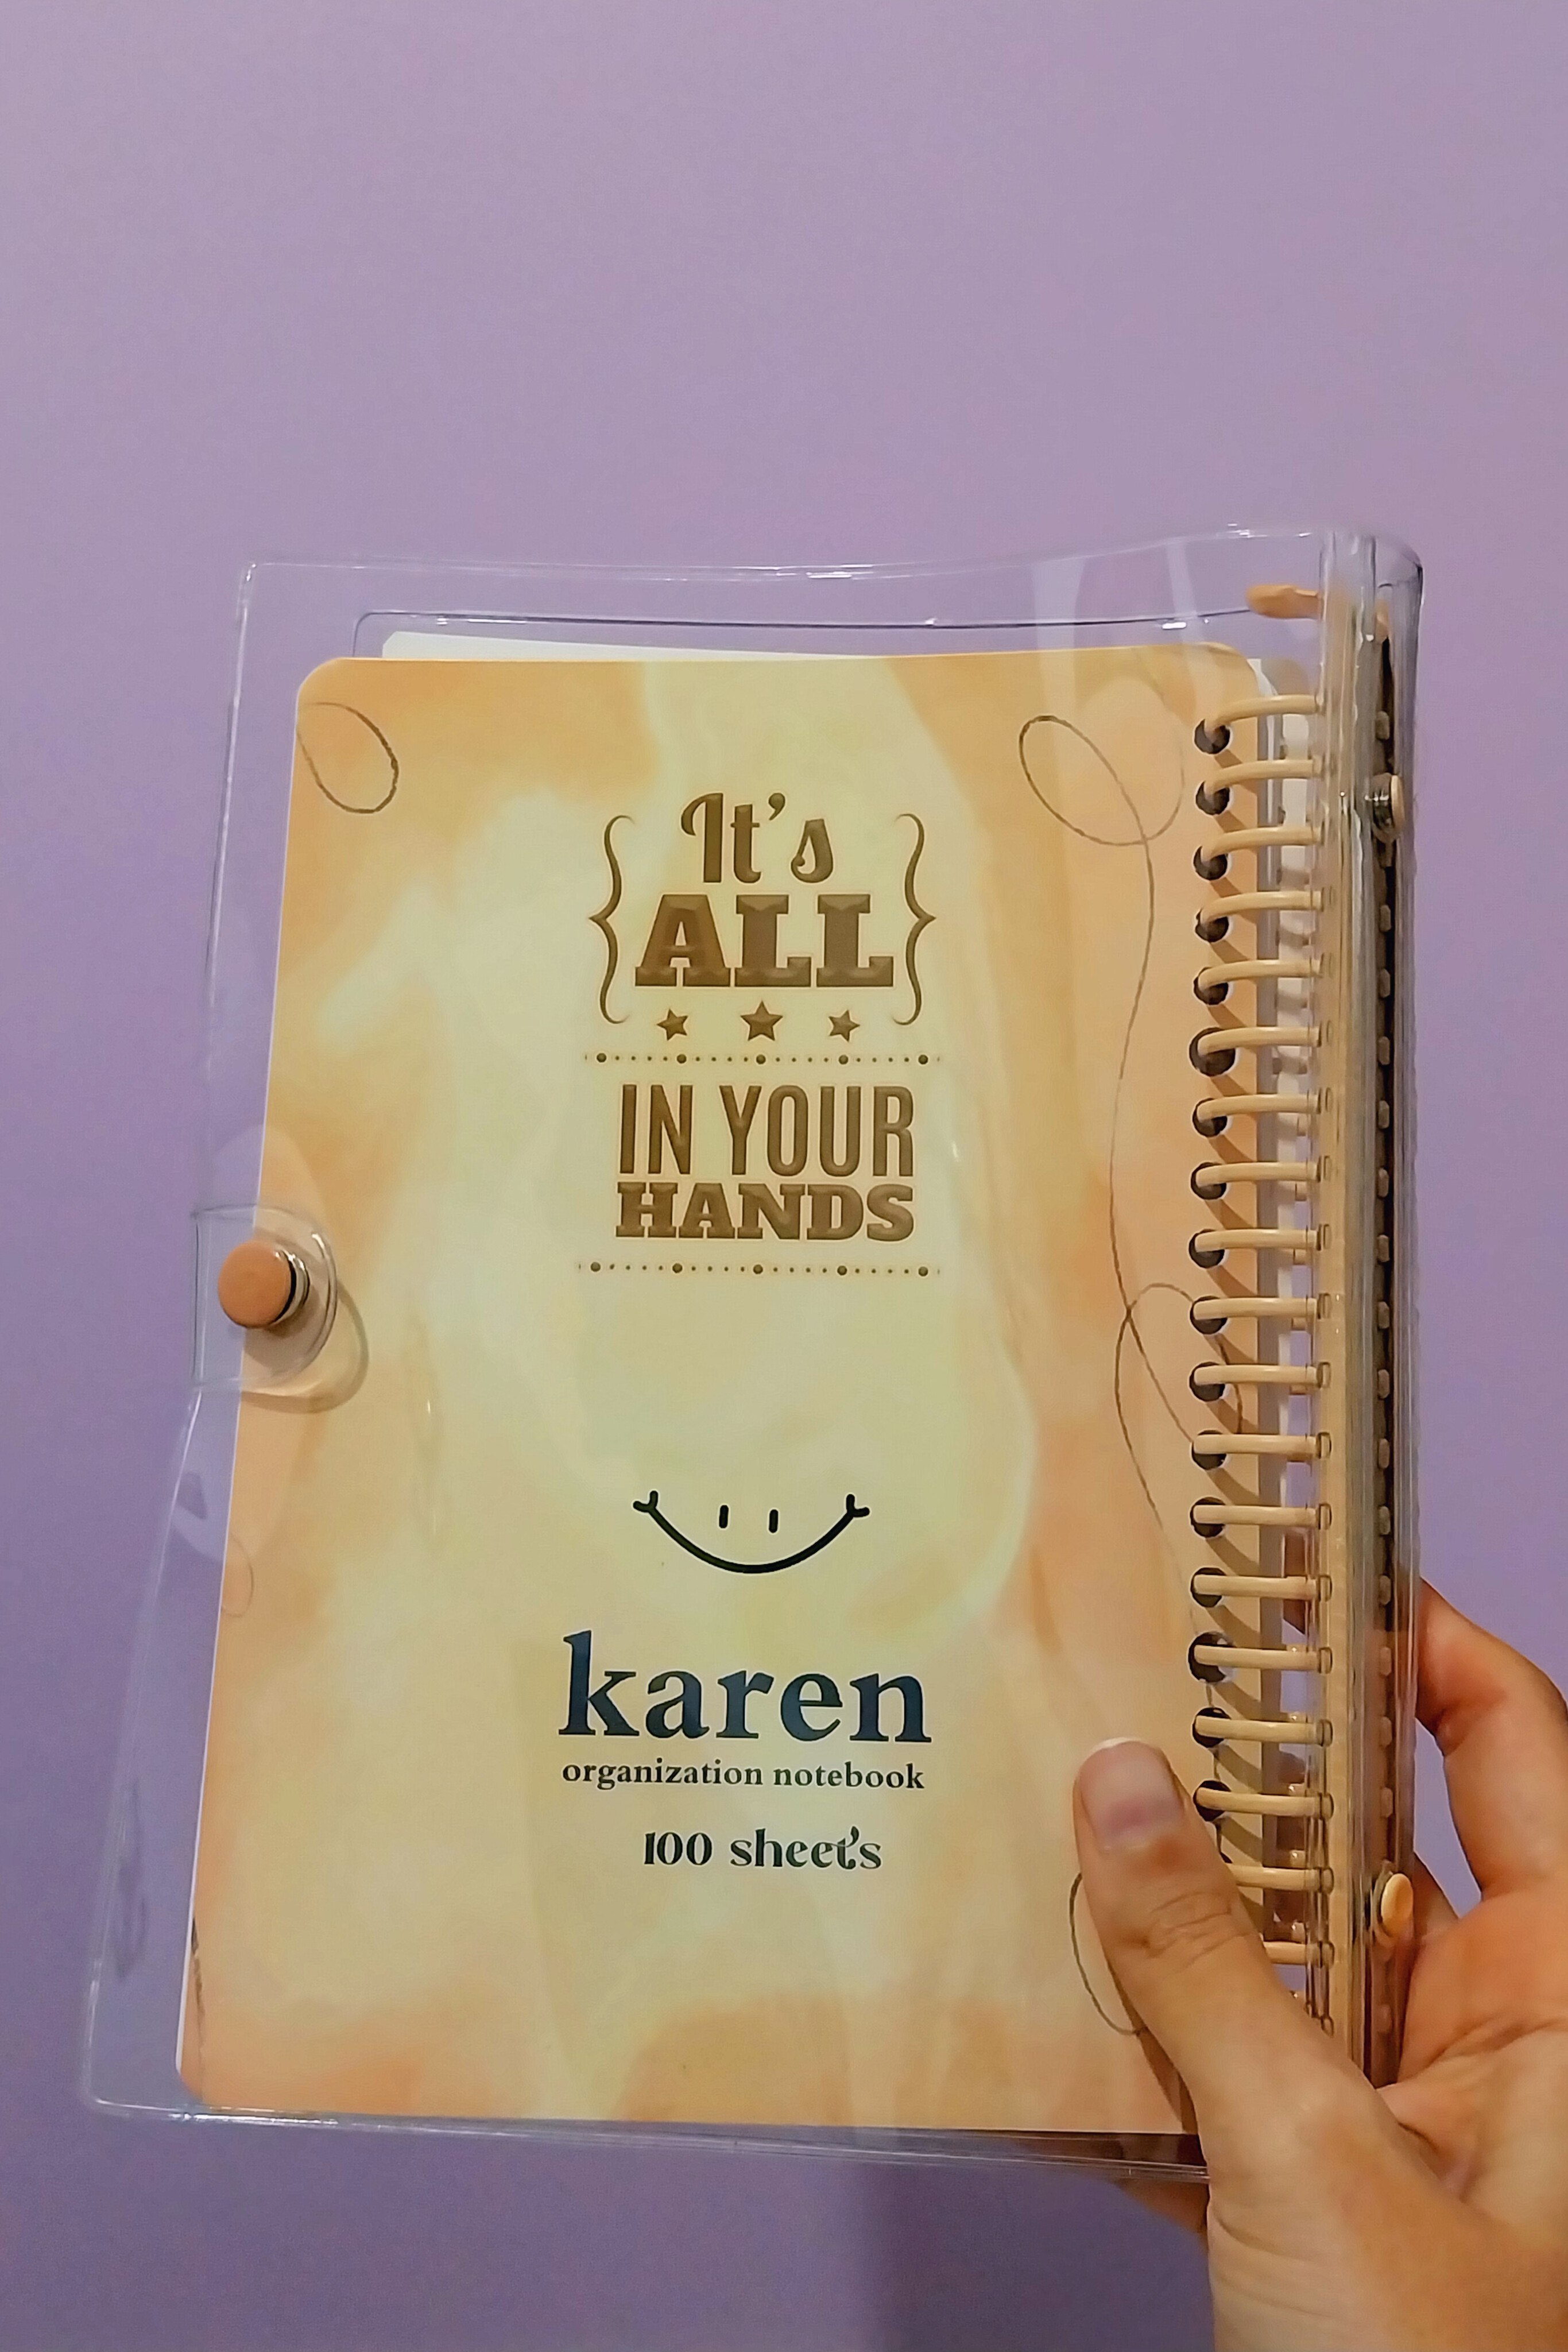 It's
ALL
IN YOUR
HANDS
karen
organization notebook
100 sheet's